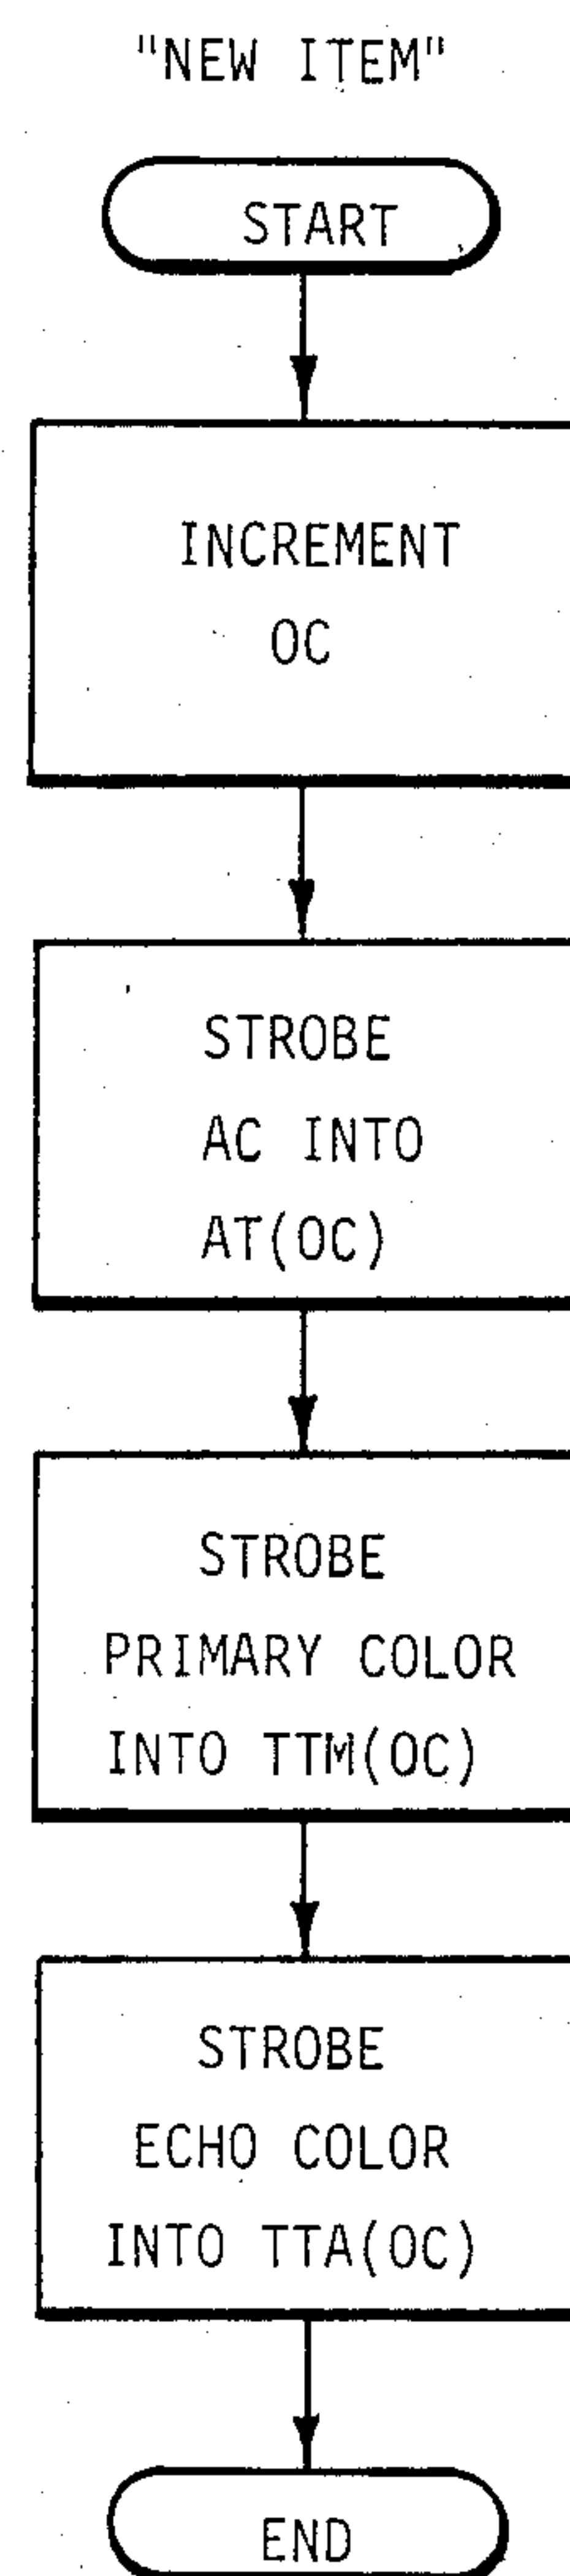 "NEW ITEM"
START
INCREMENT
OC
STROBE
AC INTO
AT(OC)
STROBE
PRIMARY COLOR
INTO TTM(OC)
STROBE
ECHO COLOR
INTO TTA(OC)
END